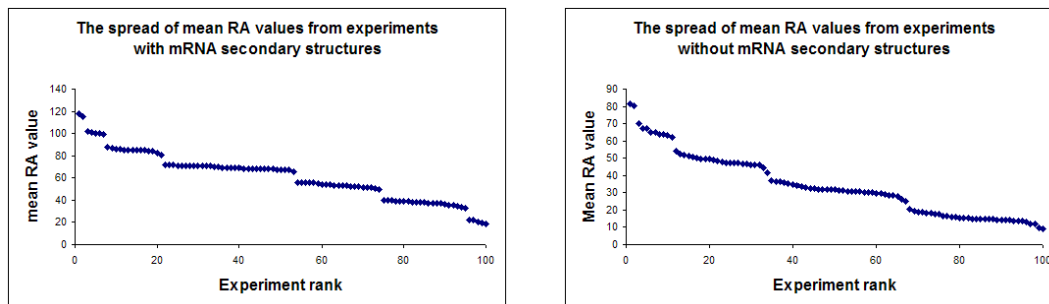 The spread of mean RA values from experiments
with mRNA secondary structures
mean RA value
140
120
100
80
60
40
20
0
0 20 40 60 80 100
Experiment rank
The spread of mean RA values from experiments
without mRNA secondary structures
Mean RA value
90
80
70
60
50
40
30
20
10
0
0 20 40 60 80 100
Experiment rank